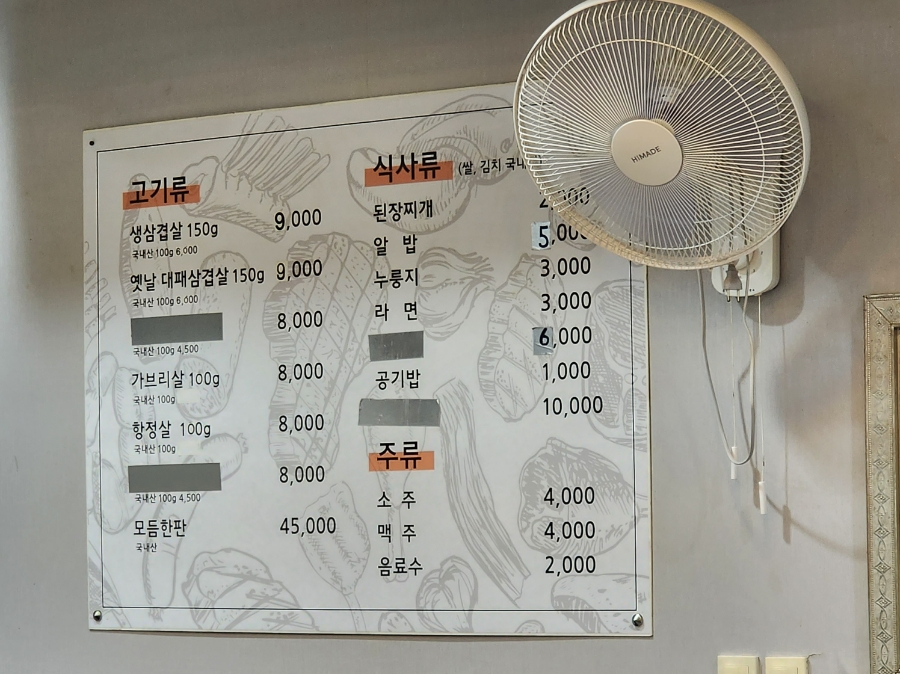 고기류
생삼겹살 150g 9,000
국내산 100g 6,000
옛날 대패삼겹살 150g 9,000
국내산 100g 6,000
8,000
국내산 100g 4,500
가브리살 100g 8,000
국내산 100g
항정살 100g 8,000
국내산 100g
8,000
국내산 100g 4,500
모듬한판 45,000
국내산
식사류 (쌀, 김치
된장찌개
알 밥 5,000
누룽지 3,000
라 면 3,000
6,000
공기밥 1,000
10,000
주류
소 주 4,000
맥 주 4,000
음료수 2,000
HIMADE